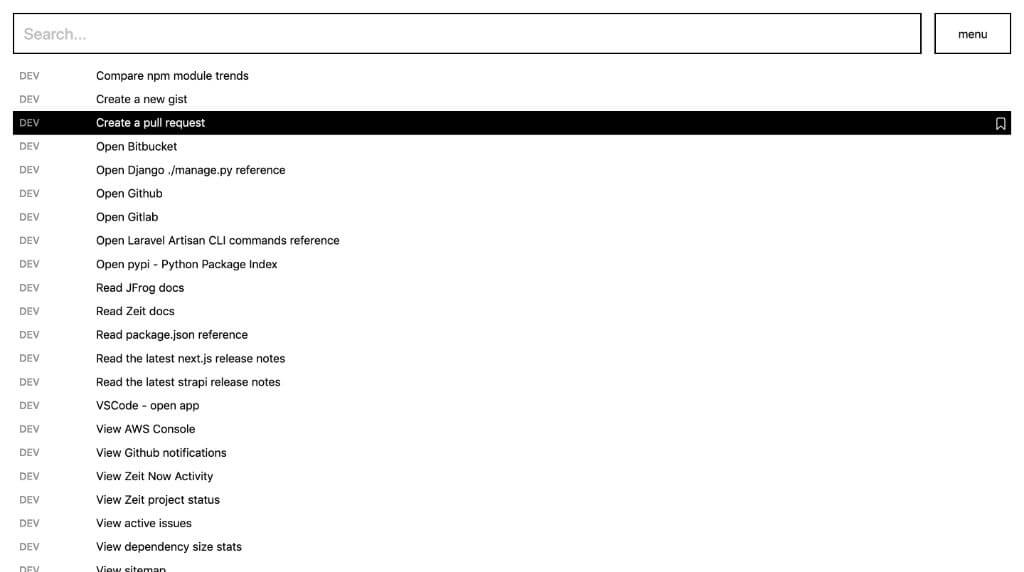 Search...
menu
DEV Compare npm module trends
DEV Create a new gist
DEV Create a pull request
DEV Open Bitbucket
DEV Open Django ./manage.py reference
DEV Open Github
DEV Open Gitlab
DEV Open Laravel Artisan CLI commands reference
DEV Open pypi - Python Package Index
DEV Read JFrog docs
DEV Read Zeit docs
DEV Read package.json reference
DEV Read the latest next.js release notes
DEV Read the latest strapi release notes
DEV VSCode - open app
DEV View AWS Console
DEV View Github notifications
DEV View Zeit Now Activity
DEV View Zeit project status
DEV View active issues
DEV View dependency size stats
DEV View sitemap